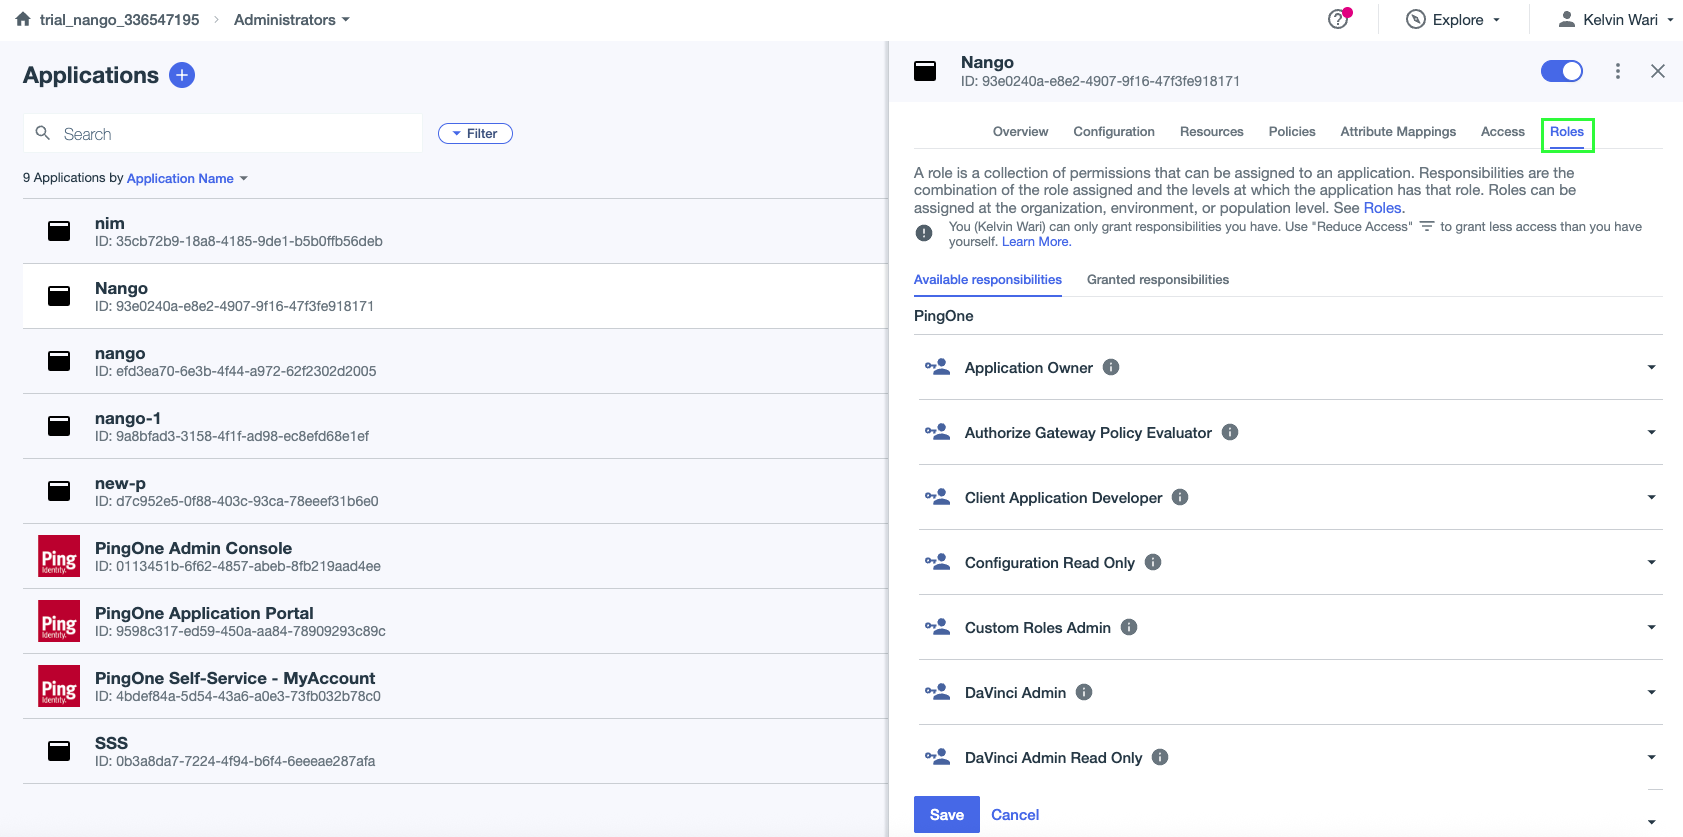 trial_nango_336547195 > Administrators
Explore
Kelvin Wari
Applications
Search
Filter
9 Applications by Application Name
nim
ID: 35cb72b9-18a8-4185-9de1-b5b0ffb56deb
Nango
ID: 93e0240a-e8e2-4907-9f16-47f3fe918171
nango
ID: efd3ea70-6e3b-4f44-a972-62f2302d2005
nango-1
ID: 9a8bfad3-3158-4f1f-ad98-ec8efd68e1ef
new-p
ID: d7c952e5-0f88-403c-93ca-78eeef31b6e0
Ping
Identity.
PingOne Admin Console
ID: 0113451b-6f62-4857-abeb-8fb219aad4ee
Ping
Identity.
PingOne Application Portal
ID: 9598c317-ed59-450a-aa84-78909293c89c
Ping
Identity.
PingOne Self-Service - MyAccount
ID: 4bdef84a-5d54-43a6-a0e3-73fb032b78c0
SSS
ID: 0b3a8da7-7224-4f94-b6f4-6eeeae287afa
Nango
ID: 93e0240a-e8e2-4907-9f16-47f3fe918171
Overview Configuration Resources Policies Attribute Mappings Access Roles
A role is a collection of permissions that can be assigned to an application. Responsibilities are the
combination of the role assigned and the levels at which the application has that role. Roles can be
assigned at the organization, environment, or population level. See Roles.
You (Kelvin Wari) can only grant responsibilities you have. Use "Reduce Access" to grant less access than you have
yourself. Learn More.
Available responsibilities Granted responsibilities
PingOne
Application Owner
Authorize Gateway Policy Evaluator
Client Application Developer
Configuration Read Only
Custom Roles Admin
DaVinci Admin
DaVinci Admin Read Only
Save Cancel